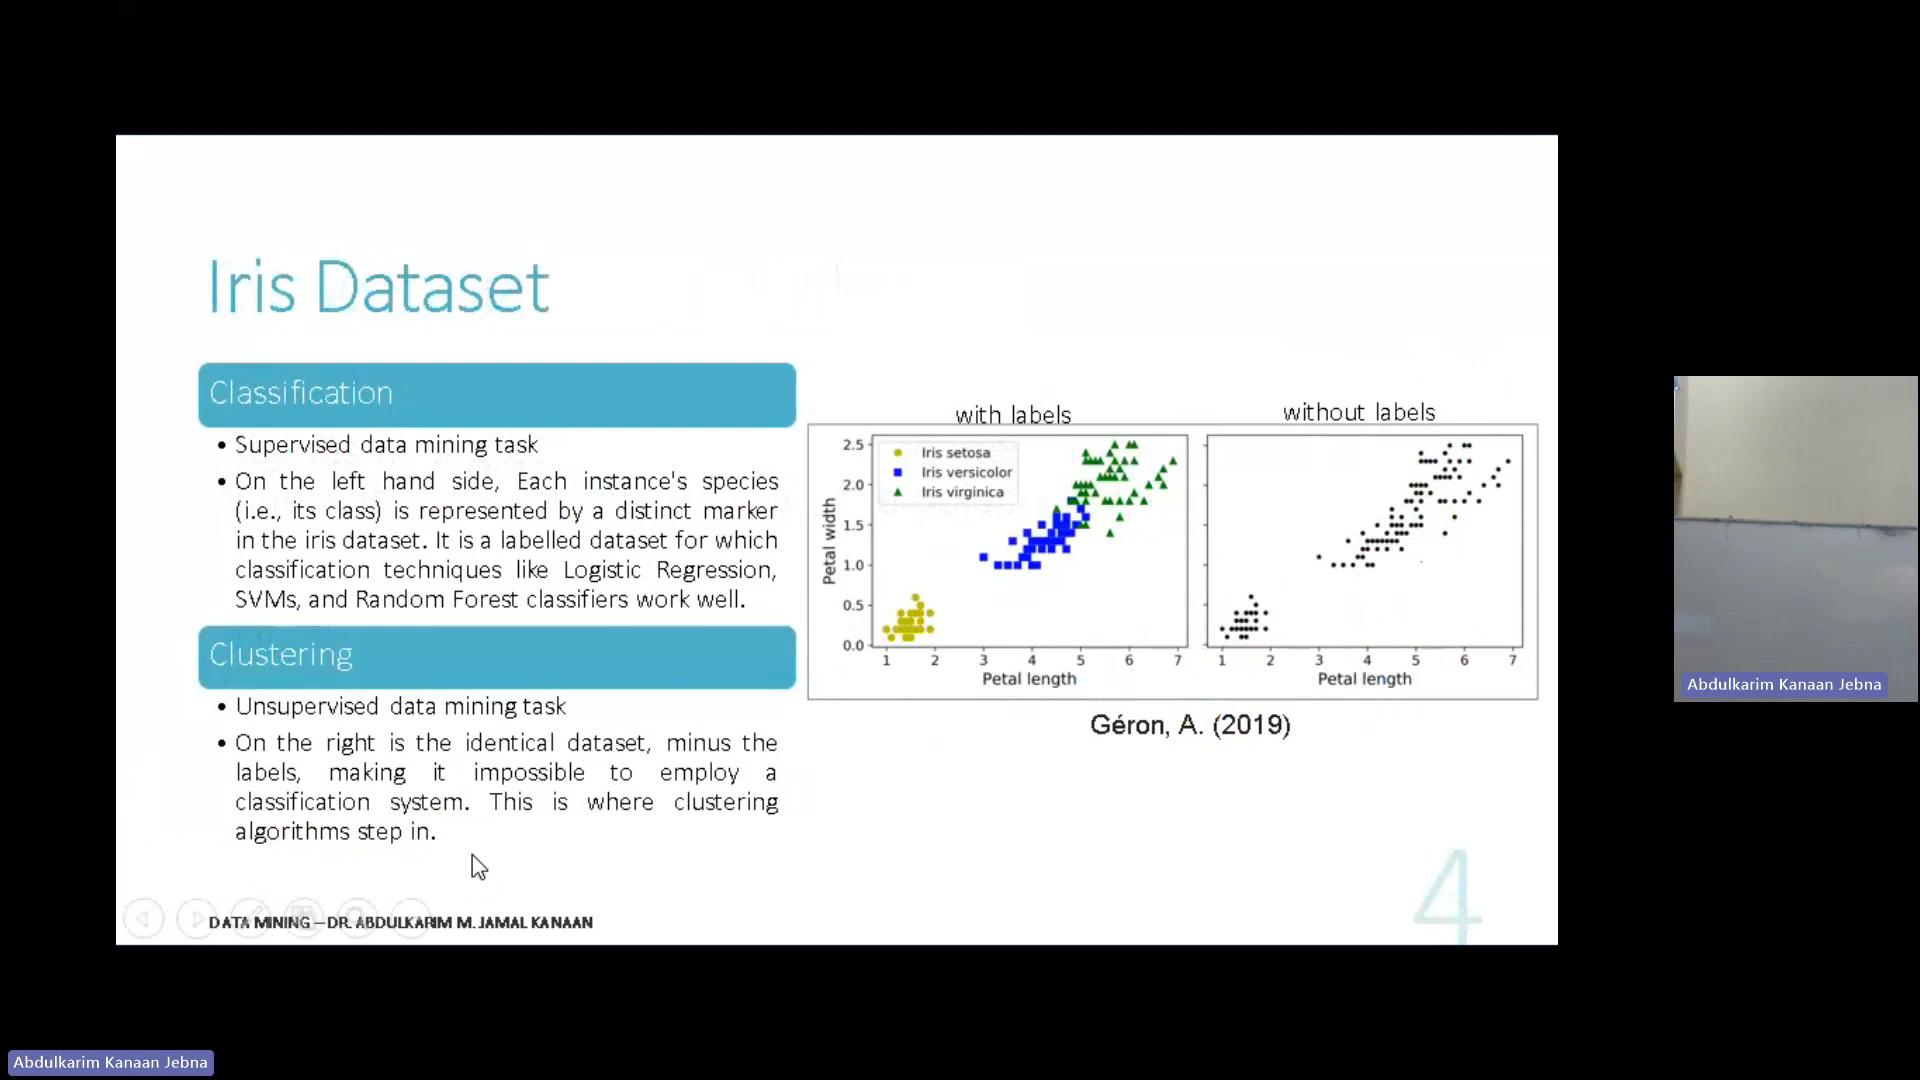 Iris Dataset
Classification
• Supervised data mining task
• On the left hand side, Each instance's species
(i.e., its class) is represented by a distinct marker
in the iris dataset. It is a labelled dataset for which
classification techniques like Logistic Regression,
SVMs, and Random Forest classifiers work well.
Clustering
• Unsupervised data mining task
• On the right is the identical dataset, minus the
labels, making it impossible to employ a
classification system. This is where clustering
algorithms step in.
with labels
without labels
Iris setosa
Iris versicolor
Iris virginica
Petal width
2.5
2.0
1.5
1.0
0.5
0.0
1 2 3 4 5 6 7
Petal length
1 2 3 4 5 6 7
Petal length
Géron, A. (2019)
DATA MINING – DR. ABDULKARIM M. JAMAL KANAAN
4
Abdulkarim Kanaan Jebna
Abdulkarim Kanaan Jebna